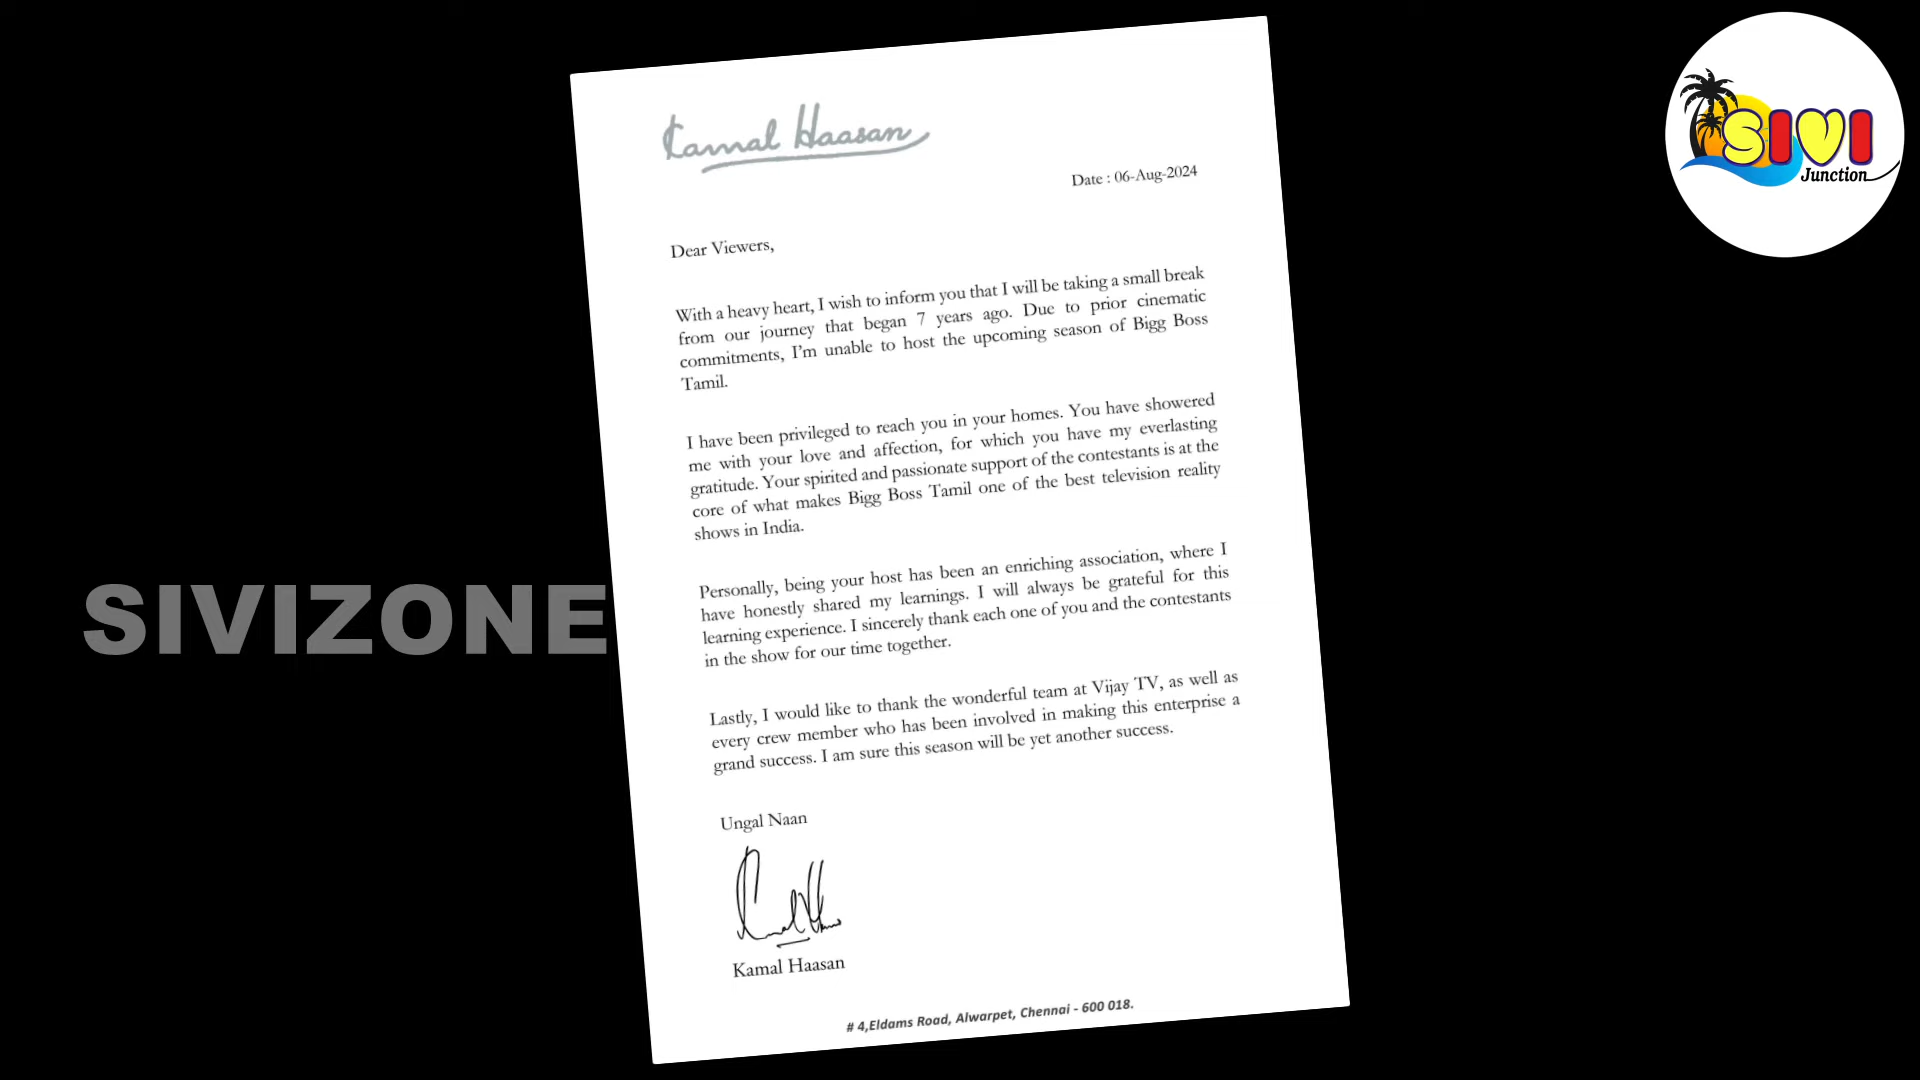 Kamal Haasan
SIVI
Junction
Date : 06-Aug-2024
Dear Viewers,
With a heavy heart, I wish to inform you that I will be taking a small break
from our journey that began 7 years ago. Due to prior cinematic
commitments, I'm unable to host the upcoming season of Bigg Boss
Tamil.
I have been privileged to reach you in your homes. You have showered
me with your love and affection, for which you have my everlasting
gratitude. Your spirited and passionate support of the contestants is at the
core of what makes Bigg Boss Tamil one of the best television reality
shows in India.
Personally, being your host has been an enriching association, where I
have honestly shared my learnings. I will always be grateful for this
learning experience. I sincerely thank each one of you and the contestants
in the show for our time together.
SIVIZONE
Lastly, I would like to thank the wonderful team at Vijay TV, as well as
every crew member who has been involved in making this enterprise a
grand success. I am sure this season will be yet another success.
Ungal Naan
Kamal Haasan
# 4,Eldams Road, Alwarpet, Chennai - 600 018.